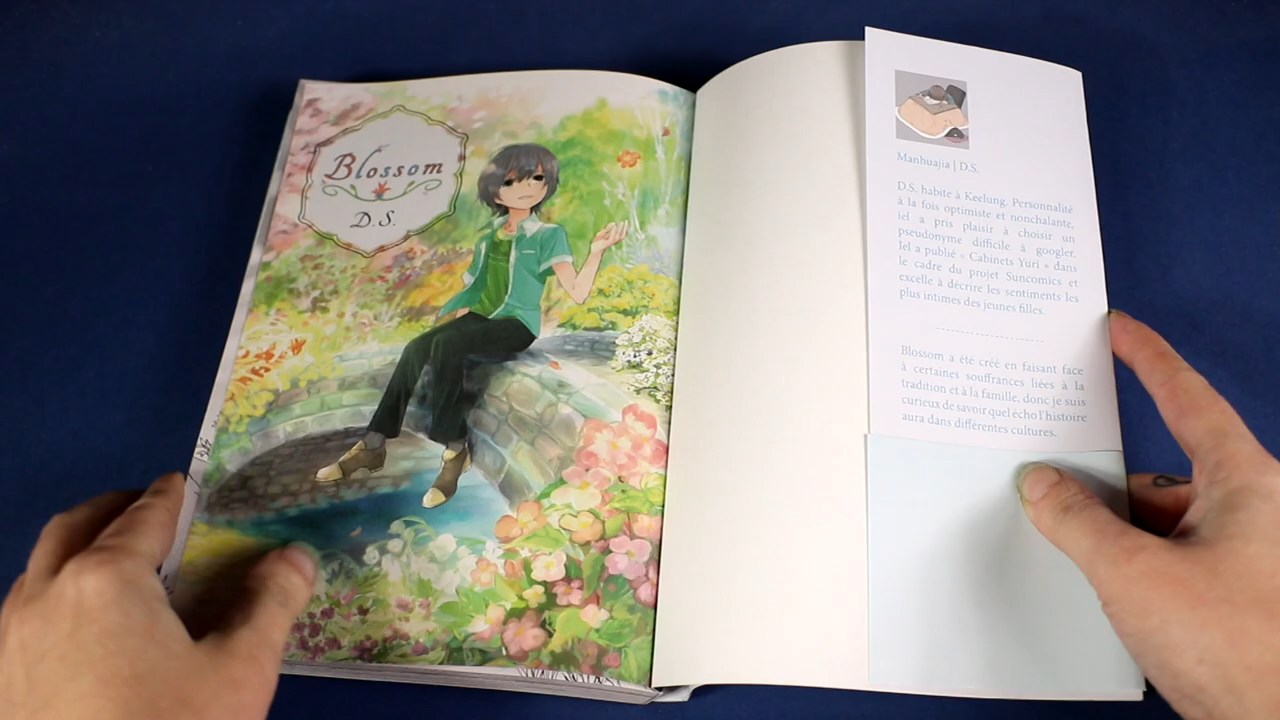 Blossom
D.S.
Manhuajia | D.S.
D.S. habite à Keelung. Personnalité
à la fois optimiste et nonchalante,
iel a pris plaisir à choisir un
pseudonyme difficile à googler.
Iel a publié « Cabinets Yuri » dans
le cadre du projet Suncomics et
excelle à décrire les sentiments les
plus intimes des jeunes filles.
Blossom a été créé en faisant face
à certaines souffrances liées à la
tradition et à la famille, donc je suis
curieux de savoir quel écho l'histoire
aura dans différentes cultures.